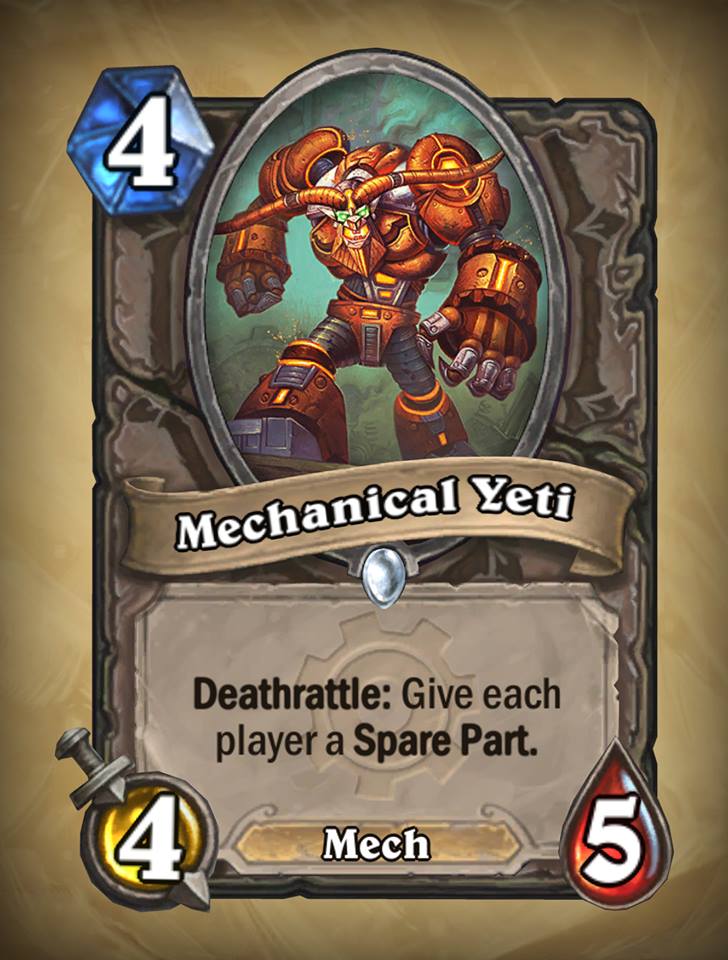 4
Mechanical Yeti
Deathrattle: Give each
player a Spare Part.
4
Mech
5